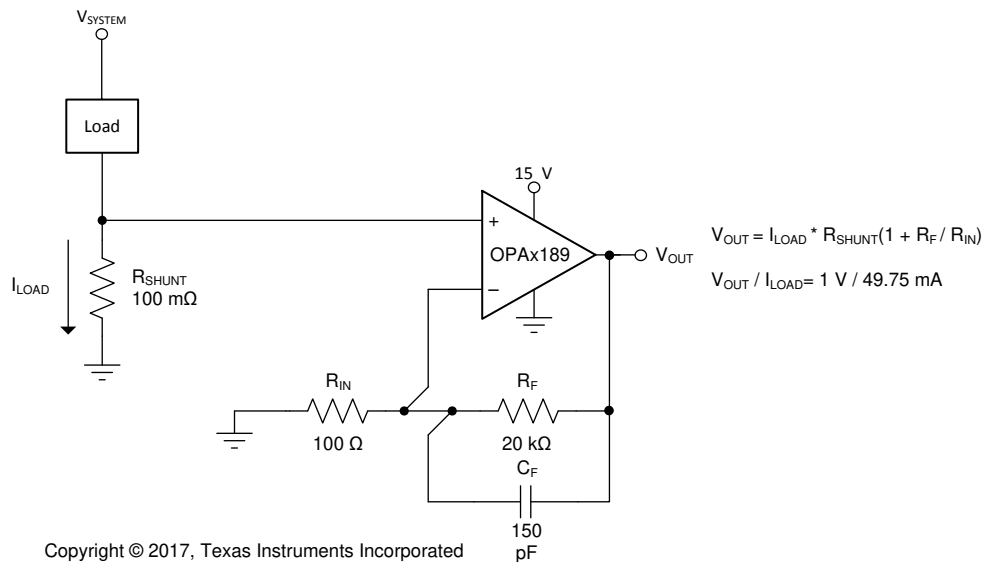 VSYSTEM
Load
15 V
+
OPAx189
−
VOUT
VOUT = ILOAD * RSHUNT(1 + RF / RIN)
VOUT / ILOAD= 1 V / 49.75 mA
ILOAD
RSHUNT
100 mΩ
RIN
100 Ω
RF
20 kΩ
CF
150
pF
Copyright © 2017, Texas Instruments Incorporated